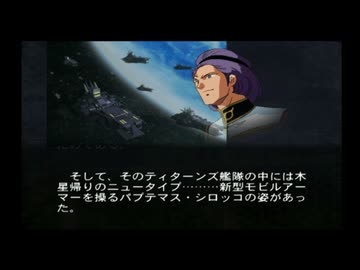 そして、そのティターンズ艦隊の中には木
星帰りのニュータイプ………新型モビルアー
マーを操るパプテマス・シロッコの姿があっ
た。